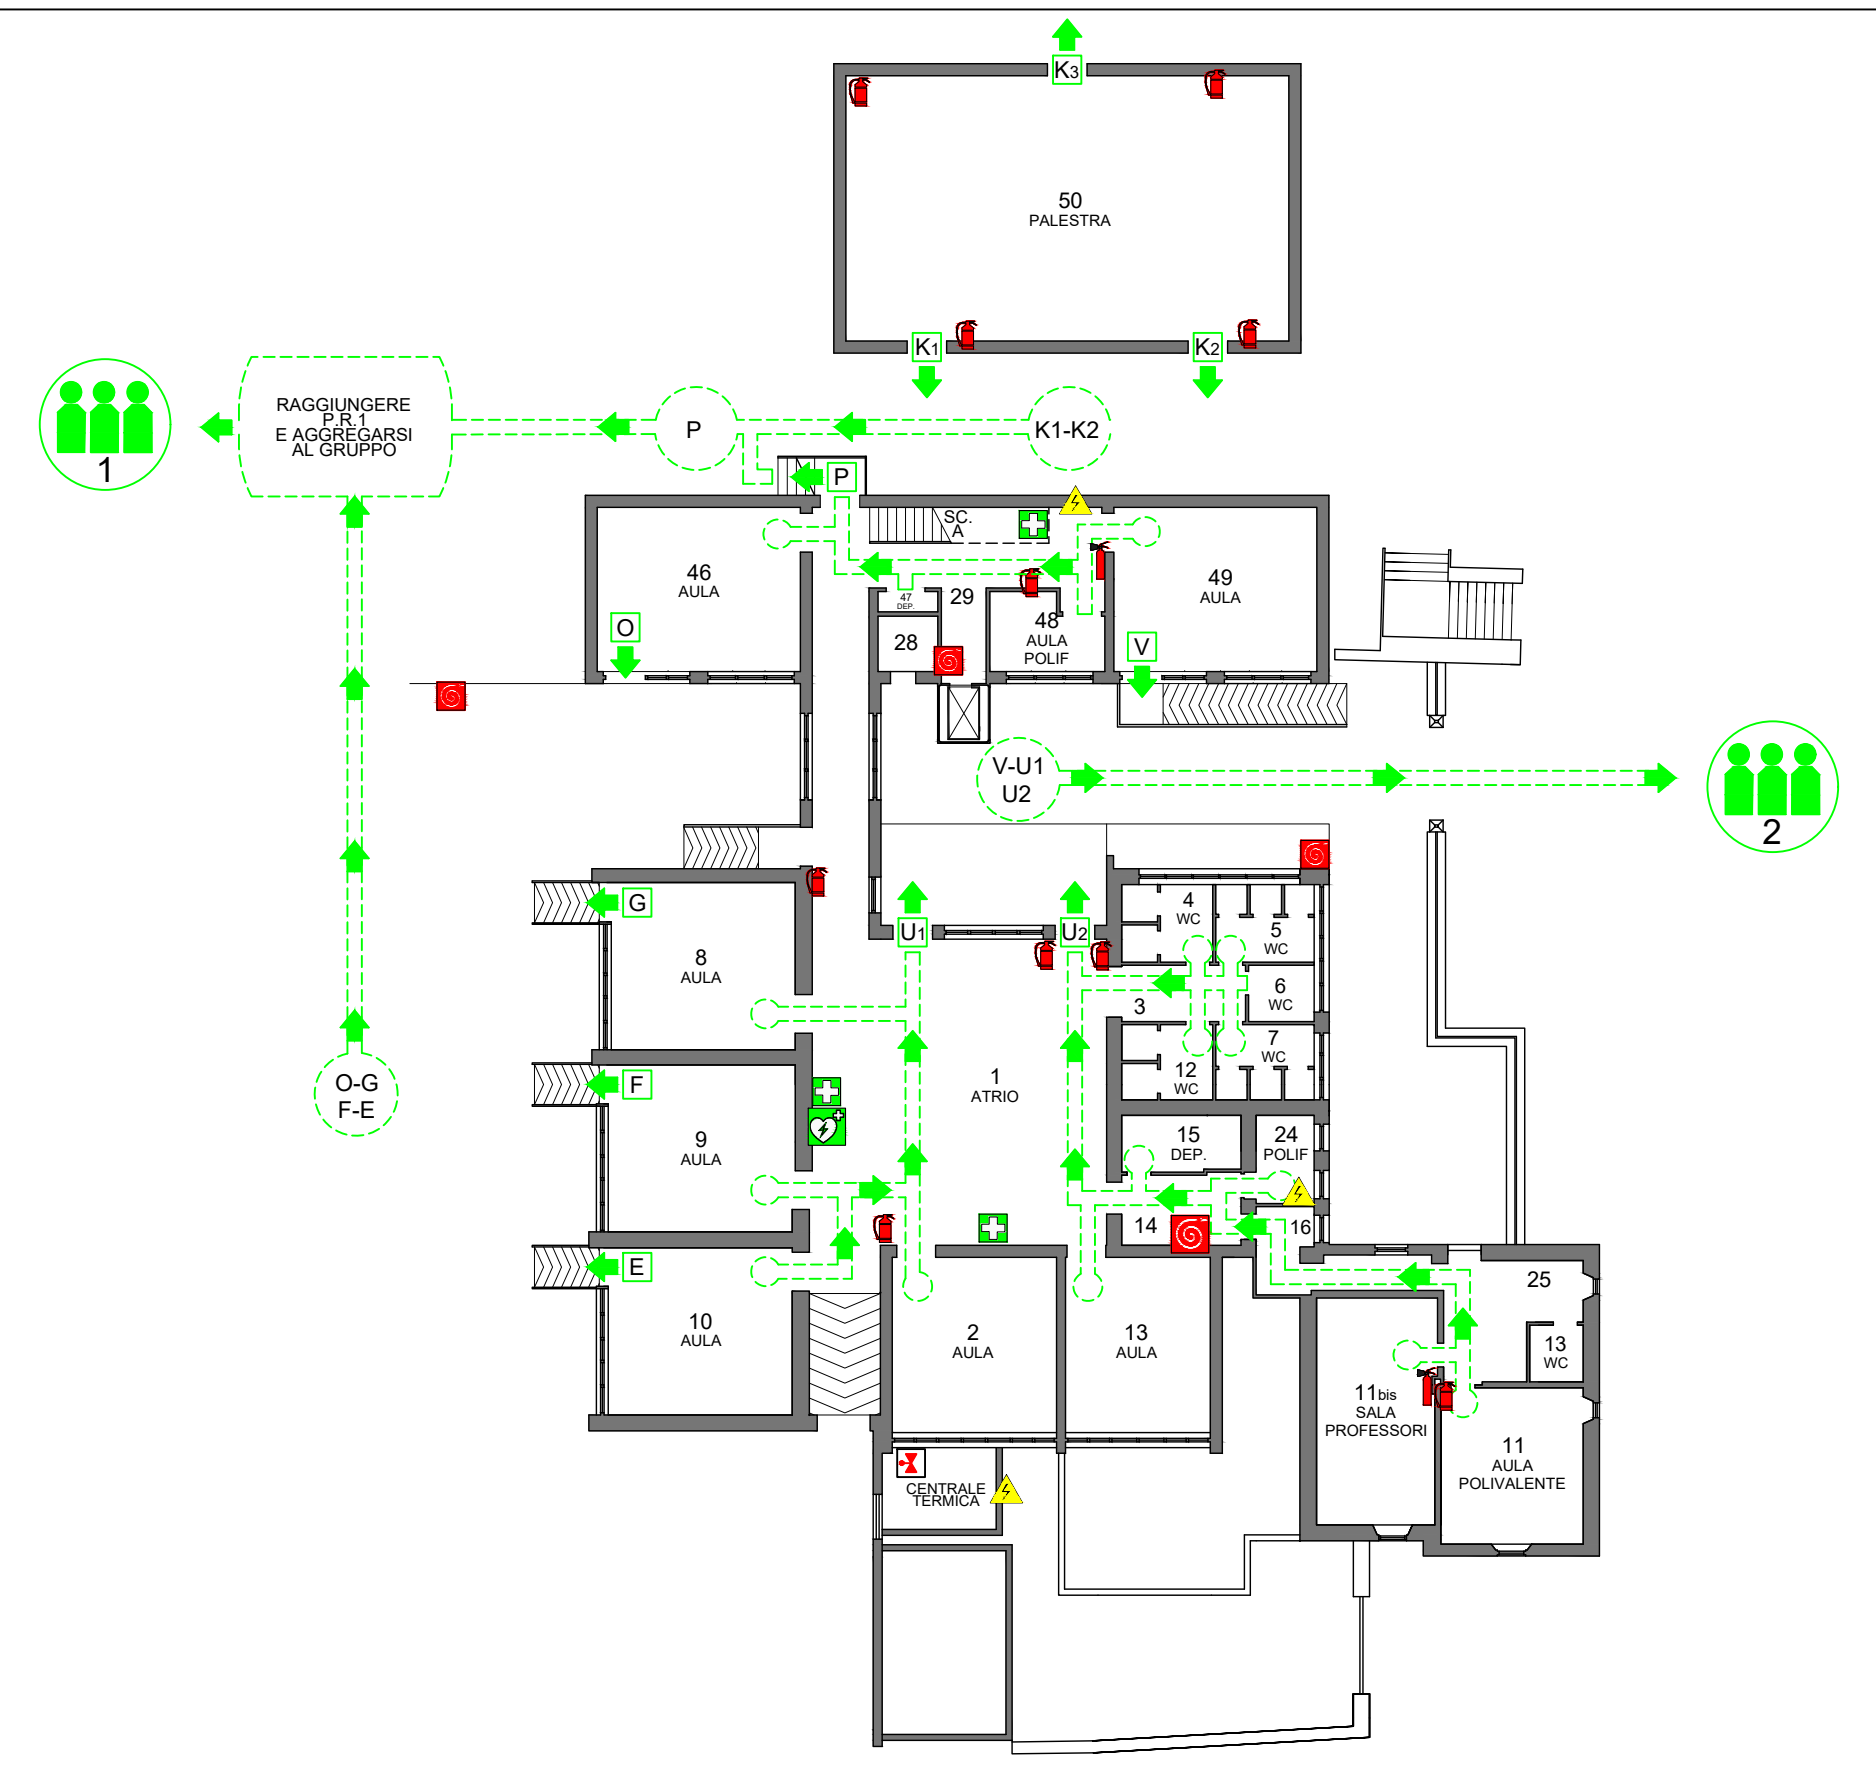 K3
50
PALESTRA
K1
K2
RAGGIUNGERE
P.R.1
E AGGREGARSI
AL GRUPPO
P
K1-K2
1
P
SC.
A
46
AULA
47
DEP.
29
49
AULA
48
AULA
POLIF
28
O
V
V-U1
U2
2
G
U1
U2
4
WC
5
WC
8
AULA
6
WC
3
7
WC
12
WC
F
O-G
F-E
1
ATRIO
9
AULA
15
DEP.
24
POLIF
14
16
E
25
10
AULA
2
AULA
13
AULA
13
WC
11bis
SALA
PROFESSORI
11
AULA
POLIVALENTE
CENTRALE
TERMICA